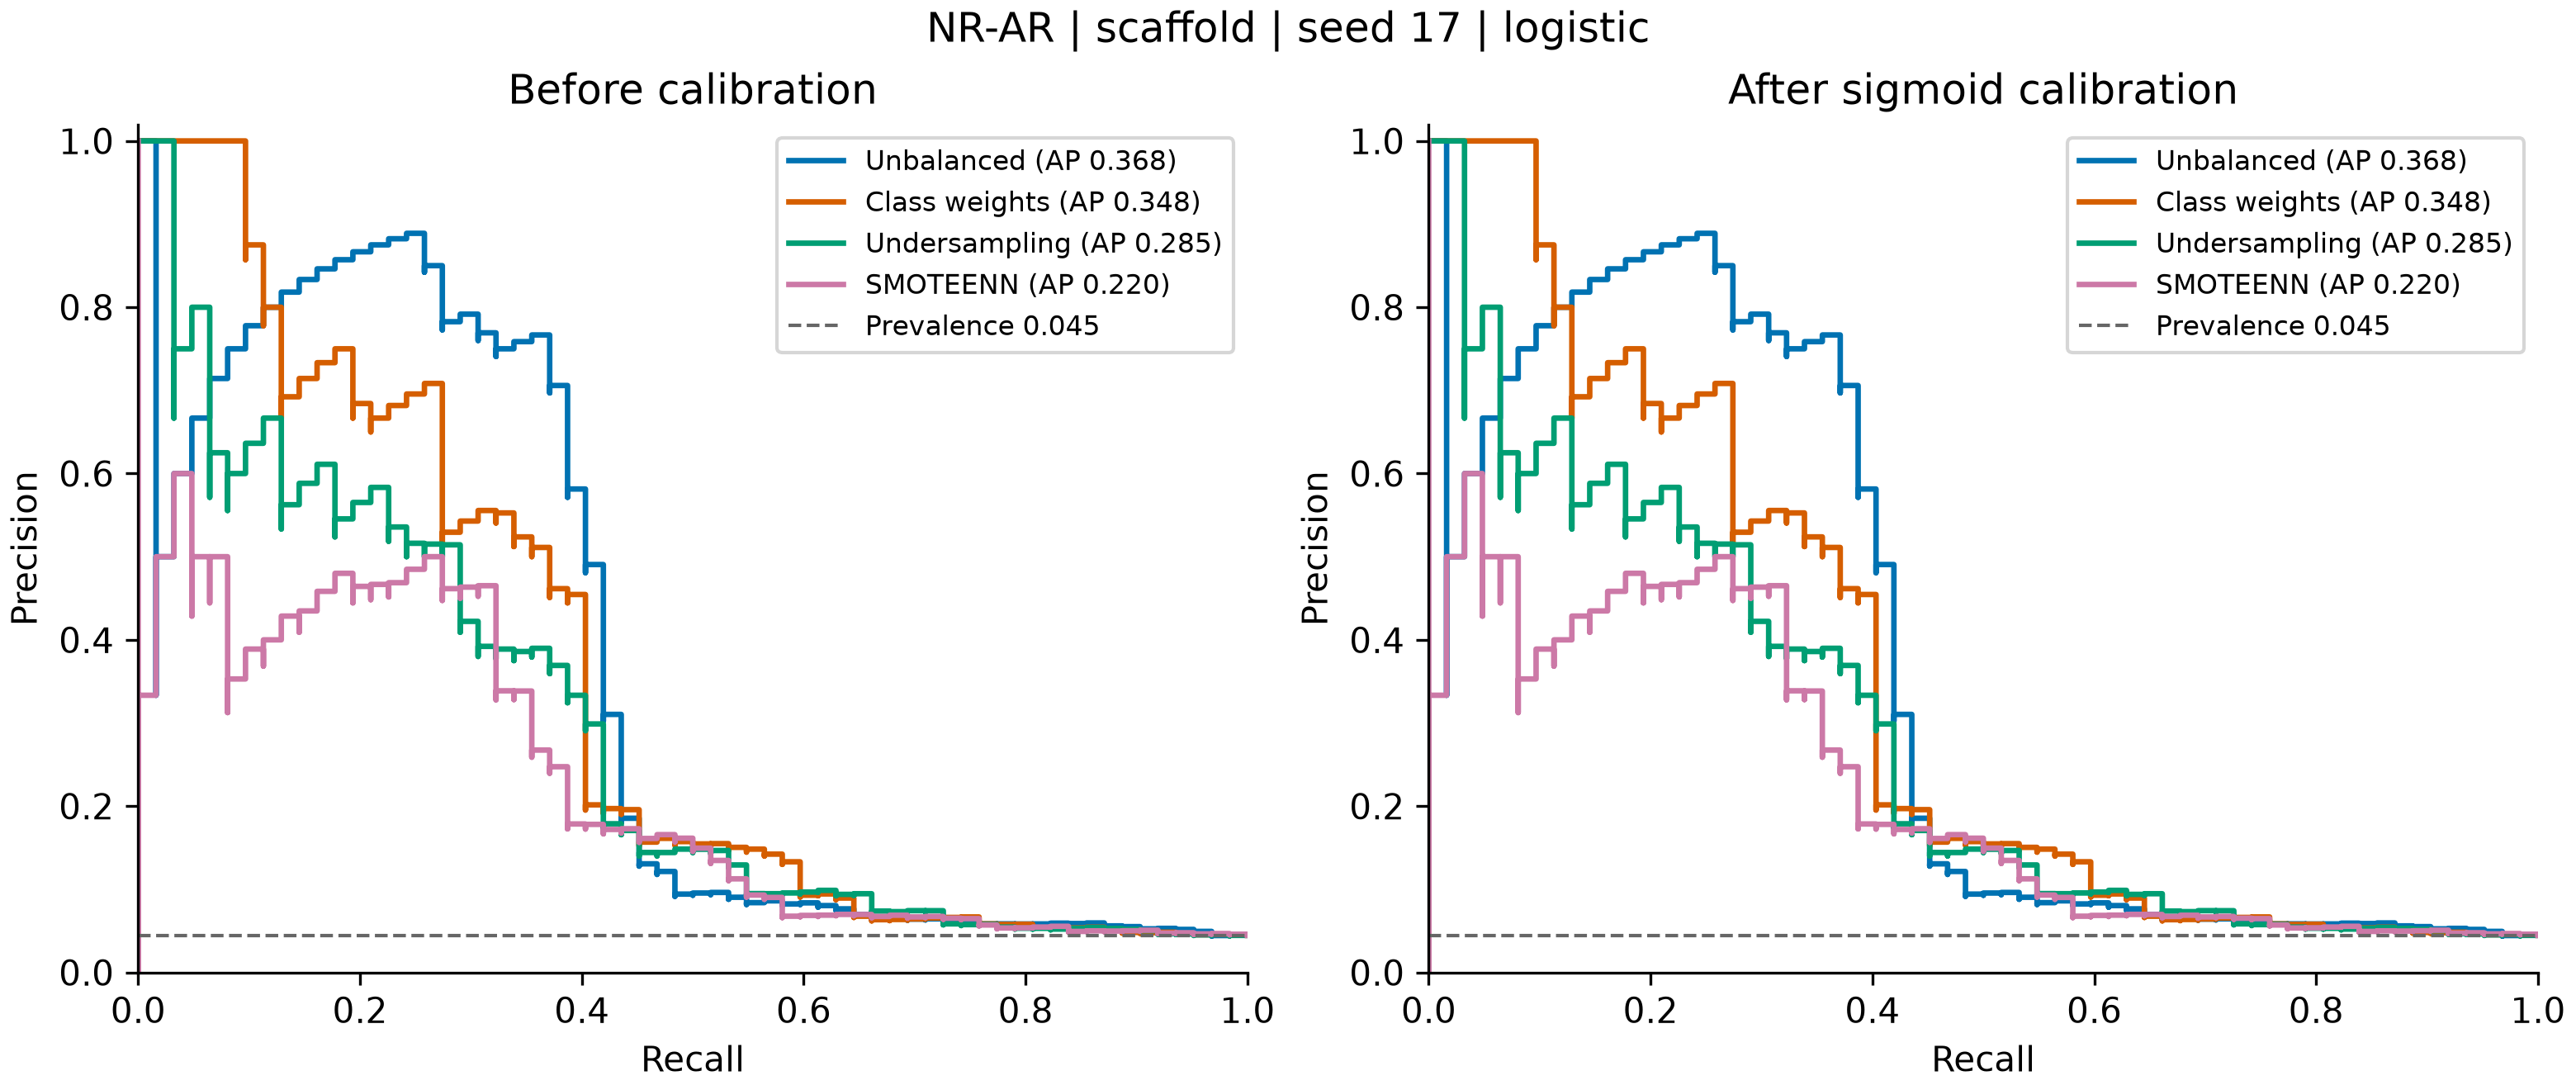 NR-AR | scaffold | seed 17 | logistic
Before calibration
1.0
0.8
0.6
0.4
0.2
0.0
Precision
0.0 0.2 0.4 0.6 0.8 1.0
Recall
Unbalanced (AP 0.368)
Class weights (AP 0.348)
Undersampling (AP 0.285)
SMOTEENN (AP 0.220)
Prevalence 0.045
After sigmoid calibration
1.0
0.8
0.6
0.4
0.2
0.0
Precision
0.0 0.2 0.4 0.6 0.8 1.0
Recall
Unbalanced (AP 0.368)
Class weights (AP 0.348)
Undersampling (AP 0.285)
SMOTEENN (AP 0.220)
Prevalence 0.045